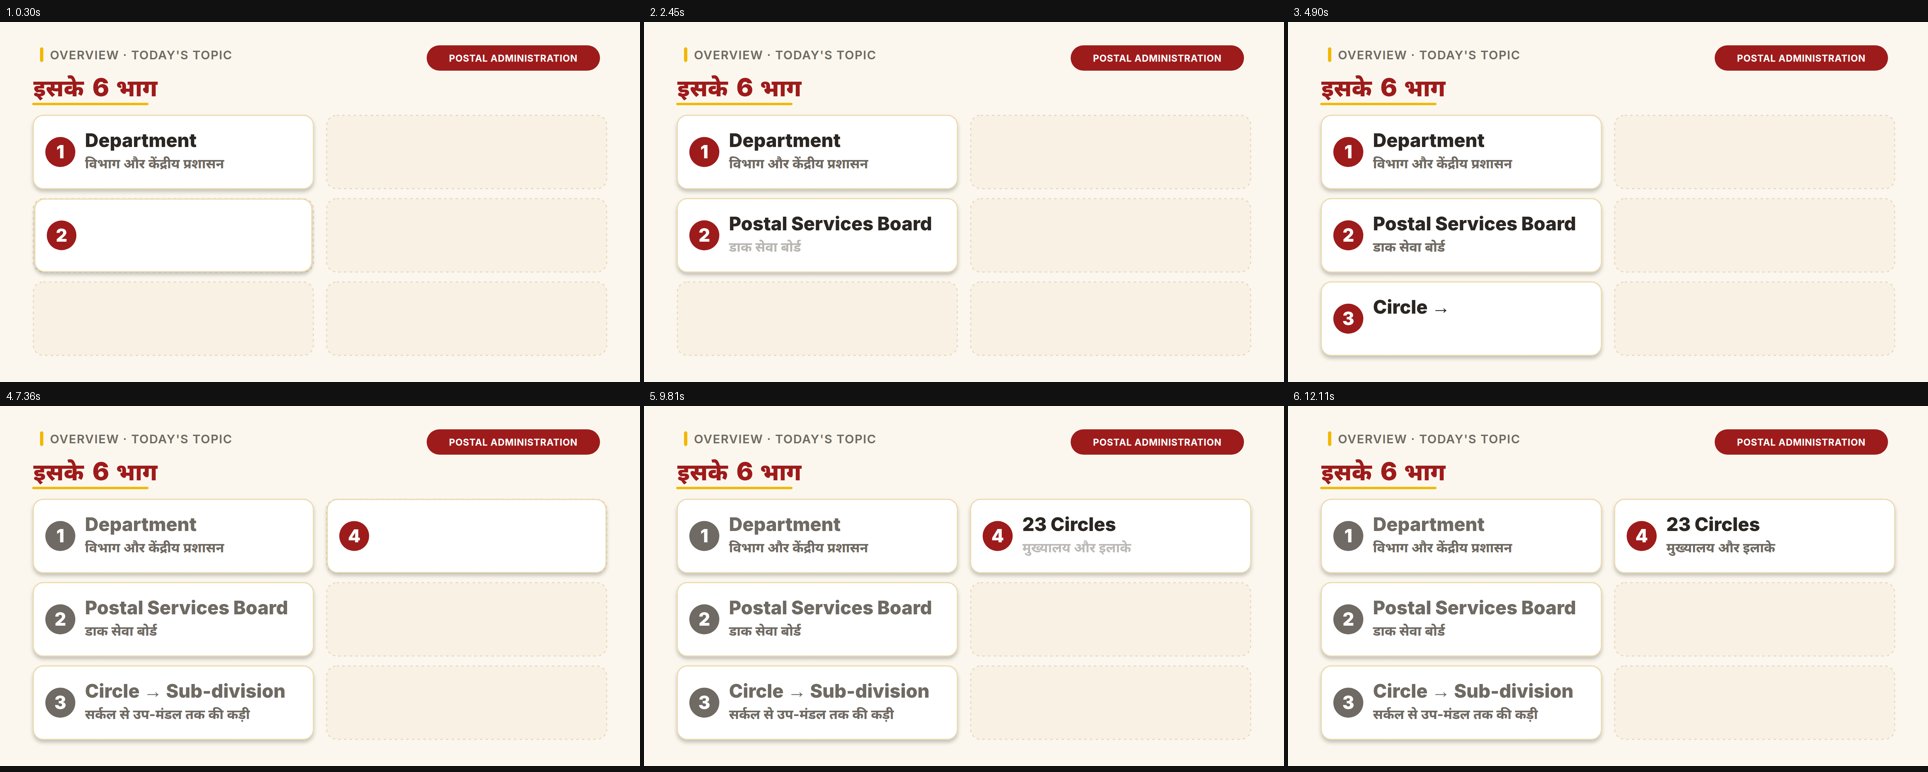 1. 0.30s
OVERVIEW · TODAY'S TOPIC
POSTAL ADMINISTRATION
इसके 6 भाग
1 Department
विभाग और केंद्रीय प्रशासन
2
2. 2.45s
OVERVIEW · TODAY'S TOPIC
POSTAL ADMINISTRATION
इसके 6 भाग
1 Department
विभाग और केंद्रीय प्रशासन
2 Postal Services Board
डाक सेवा बोर्ड
3. 4.90s
OVERVIEW · TODAY'S TOPIC
POSTAL ADMINISTRATION
इसके 6 भाग
1 Department
विभाग और केंद्रीय प्रशासन
2 Postal Services Board
डाक सेवा बोर्ड
3 Circle →
4. 7.36s
OVERVIEW · TODAY'S TOPIC
POSTAL ADMINISTRATION
इसके 6 भाग
1 Department
विभाग और केंद्रीय प्रशासन
2 Postal Services Board
डाक सेवा बोर्ड
3 Circle → Sub-division
सर्कल से उप-मंडल तक की कड़ी
4
5. 9.81s
OVERVIEW · TODAY'S TOPIC
POSTAL ADMINISTRATION
इसके 6 भाग
1 Department
विभाग और केंद्रीय प्रशासन
2 Postal Services Board
डाक सेवा बोर्ड
3 Circle → Sub-division
सर्कल से उप-मंडल तक की कड़ी
4 23 Circles
मुख्यालय और इलाके
6. 12.11s
OVERVIEW · TODAY'S TOPIC
POSTAL ADMINISTRATION
इसके 6 भाग
1 Department
विभाग और केंद्रीय प्रशासन
2 Postal Services Board
डाक सेवा बोर्ड
3 Circle → Sub-division
सर्कल से उप-मंडल तक की कड़ी
4 23 Circles
मुख्यालय और इलाके